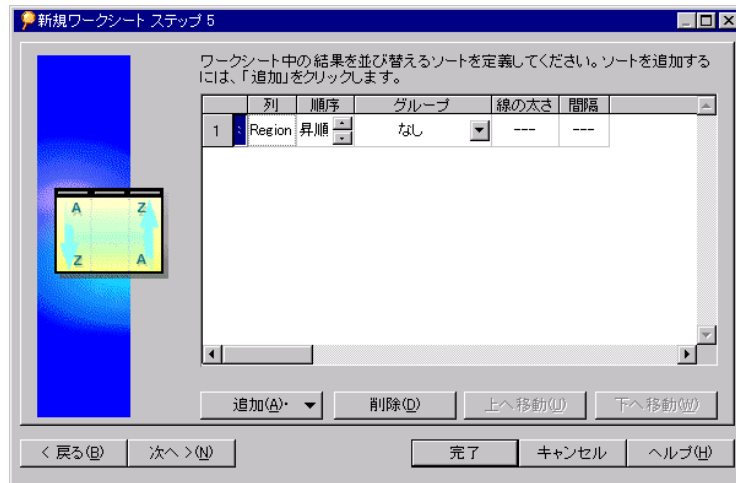 新規ワークシート ステップ 5
ワークシート中の結果を並び替えるソートを定義してください。ソートを追加する
には、「追加」をクリックします。
列 順序 グループ 線の太さ 間隔
1 Region 昇順 なし --- ---
A Z
Z A
追加(A)· 削除(D) 上へ移動(U) 下へ移動(W)
< 戻る(B) 次へ >(N) 完了 キャンセル ヘルプ(H)